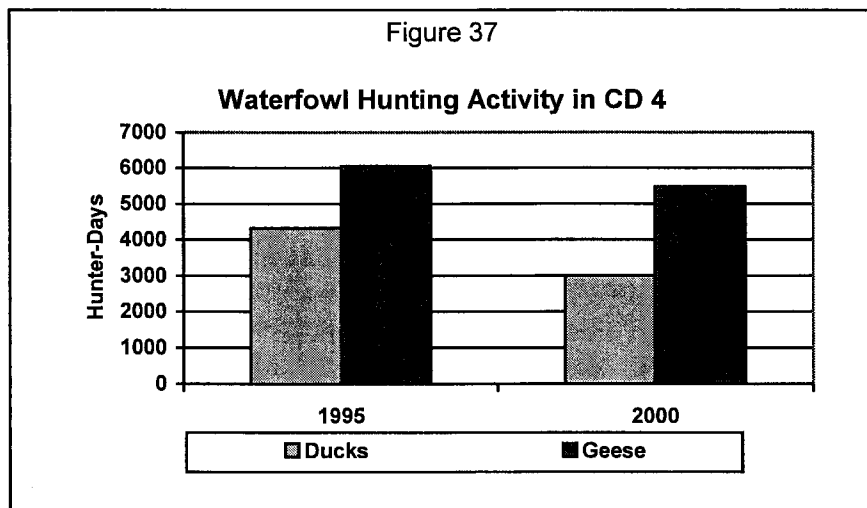 Figure 37
Waterfowl Hunting Activity in CD 4
Hunter-Days
7000
6000
5000
4000
3000
2000
1000
0
1995 2000
Ducks Geese